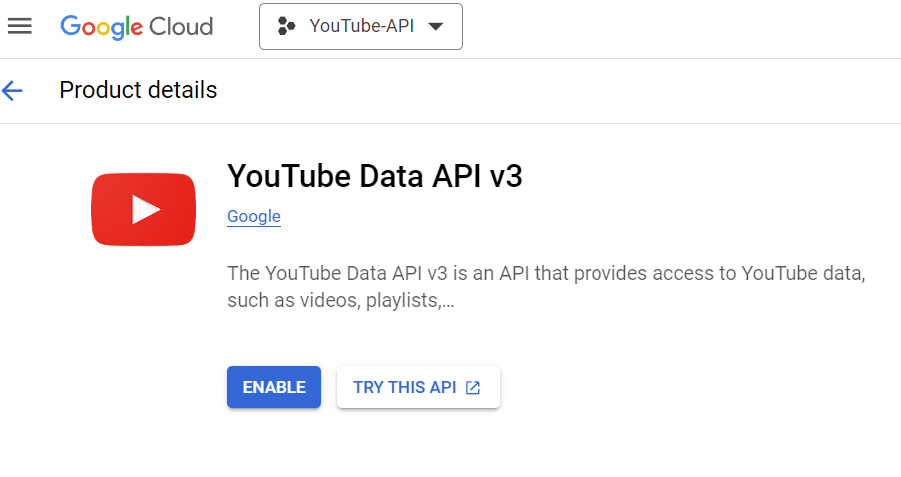 Google Cloud
YouTube-API
Product details
YouTube Data API v3
Google
The YouTube Data API v3 is an API that provides access to YouTube data,
such as videos, playlists,...
ENABLE
TRY THIS API